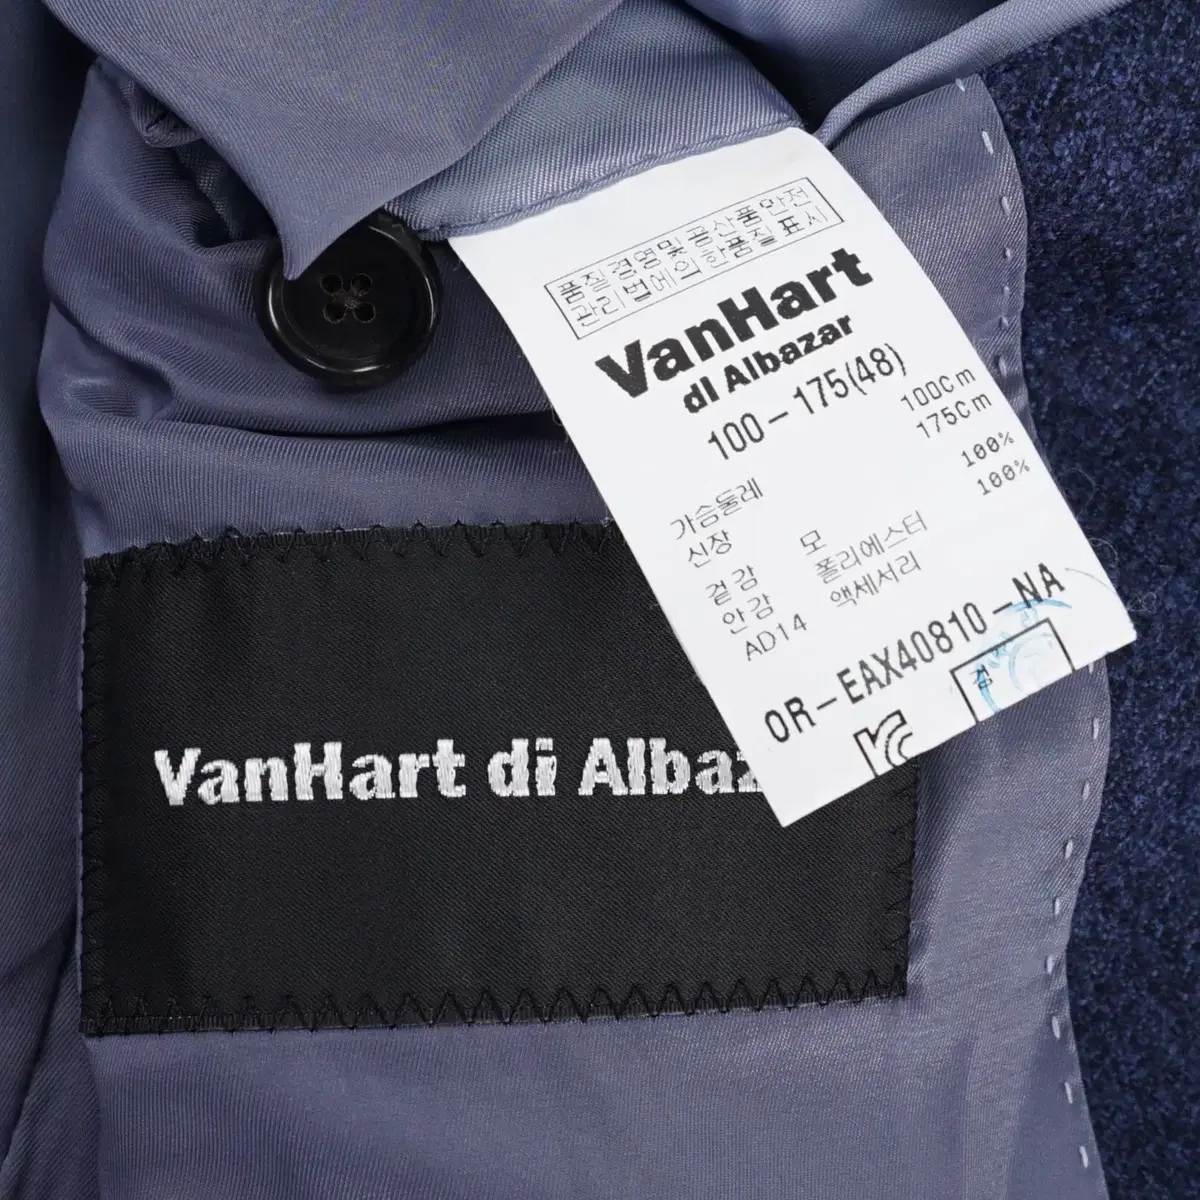 품질경영및공산품안전
관리법에의한품질표시
VanHart
di Albazar
100-175(48)
가슴둘레 100Cm
신장 175Cm
겉감 모 100%
안감 폴리에스터 100%
AD14 액세서리
OR-EAX40810-NA
검
VanHart di Albaz